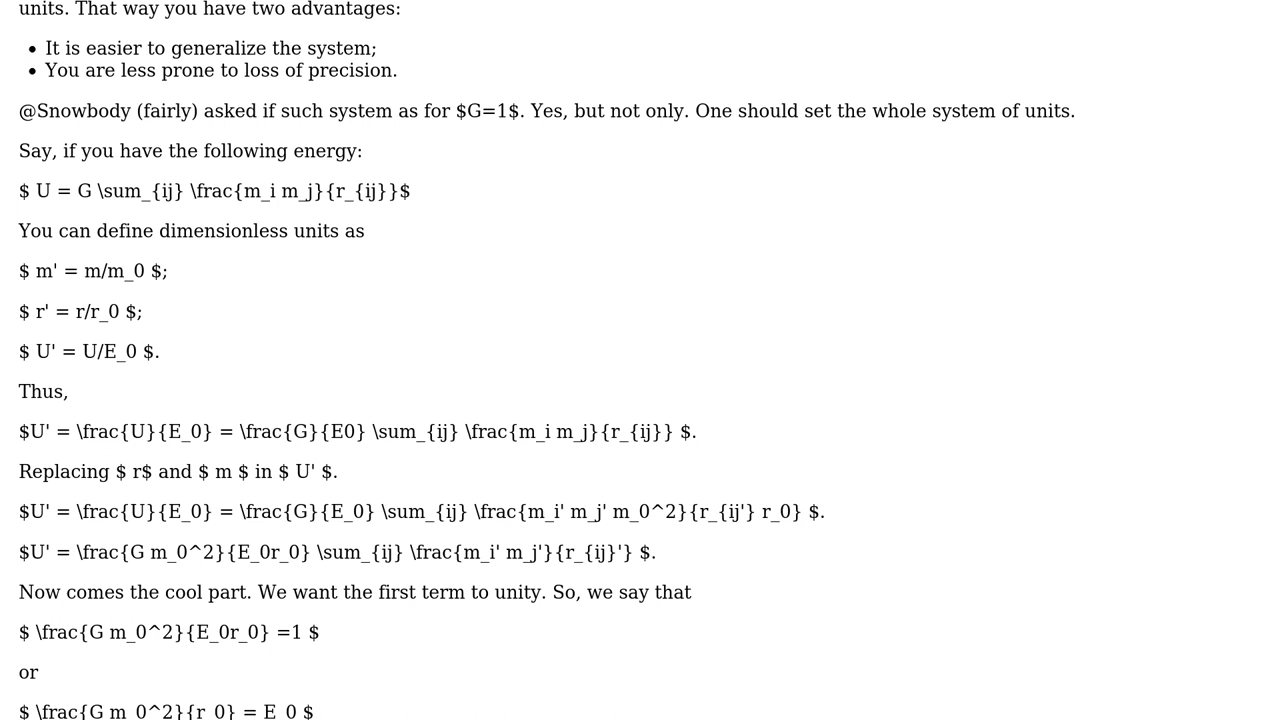 units. That way you have two advantages:
• It is easier to generalize the system;
• You are less prone to loss of precision.
@Snowbody (fairly) asked if such system as for $G=1$. Yes, but not only. One should set the whole system of units.
Say, if you have the following energy:
$ U = G \sum_{ij} \frac{m_i m_j}{r_{ij}}$
You can define dimensionless units as
$ m' = m/m_0 $;
$ r' = r/r_0 $;
$ U' = U/E_0 $.
Thus,
$U' = \frac{U}{E_0} = \frac{G}{E0} \sum_{ij} \frac{m_i m_j}{r_{ij}} $.
Replacing $ r$ and $ m $ in $ U' $.
$U' = \frac{U}{E_0} = \frac{G}{E_0} \sum_{ij} \frac{m_i' m_j' m_0^2}{r_{ij'} r_0} $.
$U' = \frac{G m_0^2}{E_0r_0} \sum_{ij} \frac{m_i' m_j'}{r_{ij}'} $.
Now comes the cool part. We want the first term to unity. So, we say that
$ \frac{G m_0^2}{E_0r_0} =1 $
or
$ \frac{G m_0^2}{r_0} = E_0 $